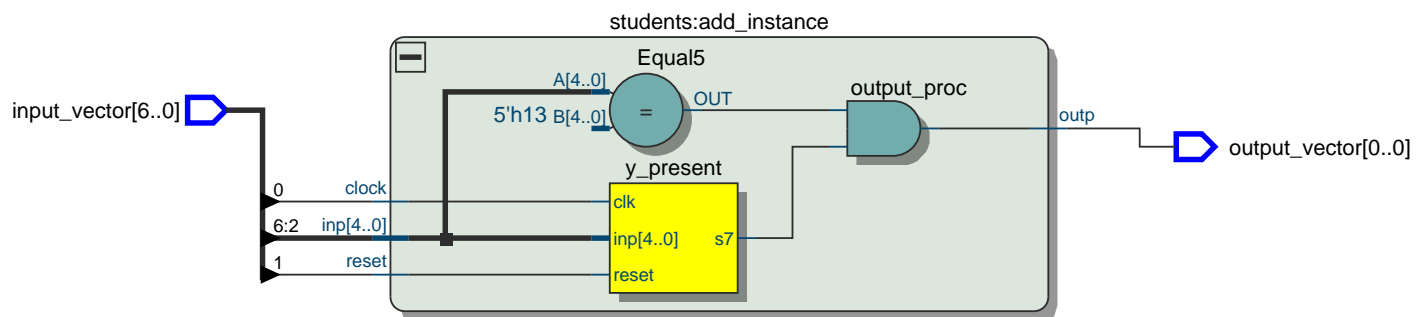 students:add_instance
Equal5
A[4..0]
OUT
output_proc
input_vector[6..0]
5'h13 B[4..0]
=
outp
output_vector[0..0]
y_present
0 clock
clk
6:2 inp[4..0]
inp[4..0] s7
1 reset
reset